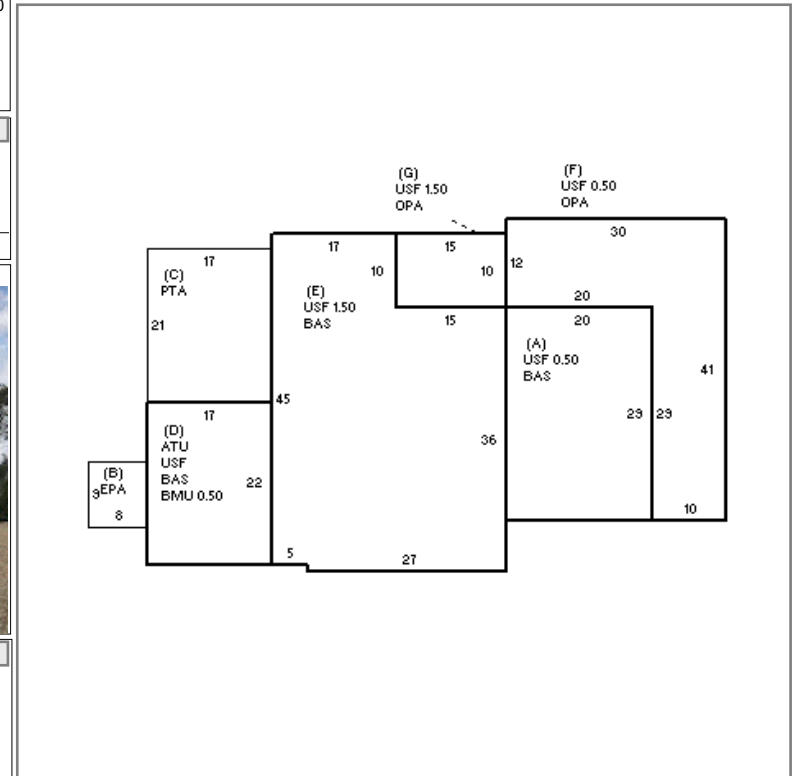 (G)
USF 1.50
OPA
(F)
USF 0.50
OPA
30
17
15
17
(C)
PTA
10
10
12
(E)
USF 1.50
BAS
20
21
15
20
(A)
USF 0.50
BAS
41
45
17
29
29
(D)
ATU
USF
BAS
BMU 0.50
36
22
(B)
EPA
9
8
10
5
27